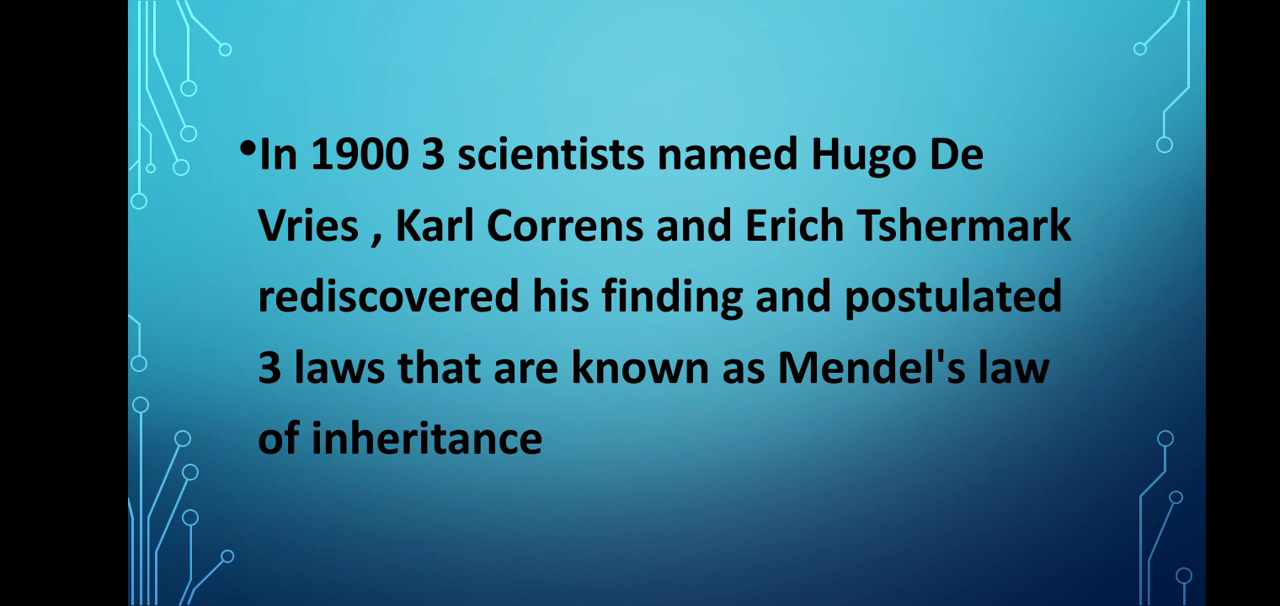 •In 1900 3 scientists named Hugo De
Vries , Karl Correns and Erich Tshermark
rediscovered his finding and postulated
3 laws that are known as Mendel's law
of inheritance